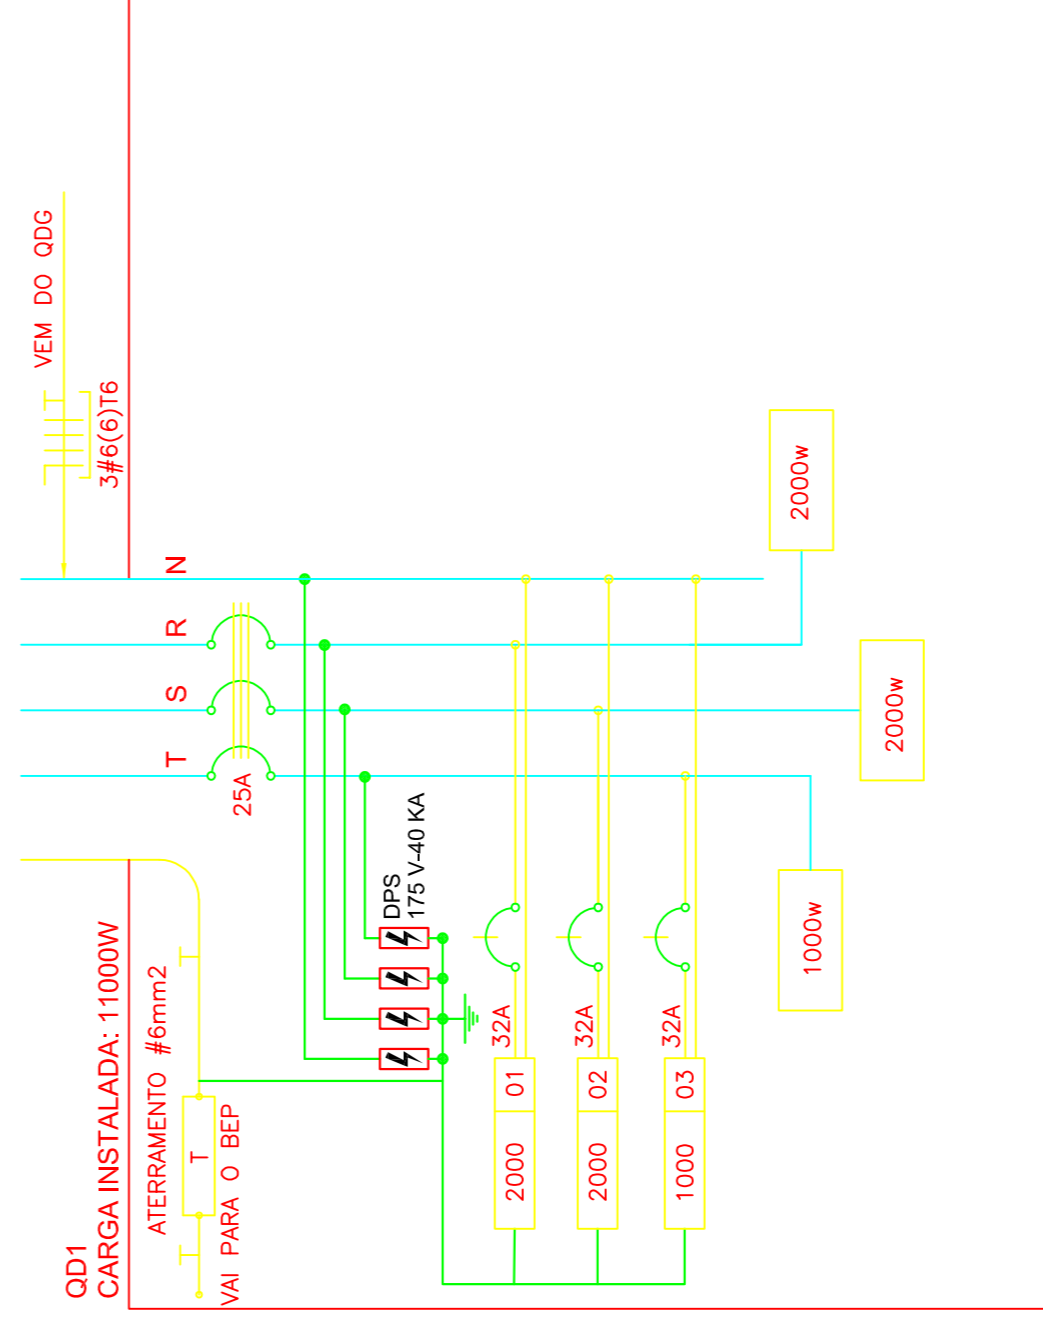 QD1
CARGA INSTALADA: 11000W
ATERRAMENTO #6mm2
T
VAI PARA O BEP
VEM DO QDG
3#6(6)T6
T
S
R
N
25A
DPS
175 V-40 KA
2000
01
32A
2000
02
32A
1000
03
32A
1000w
2000w
2000w